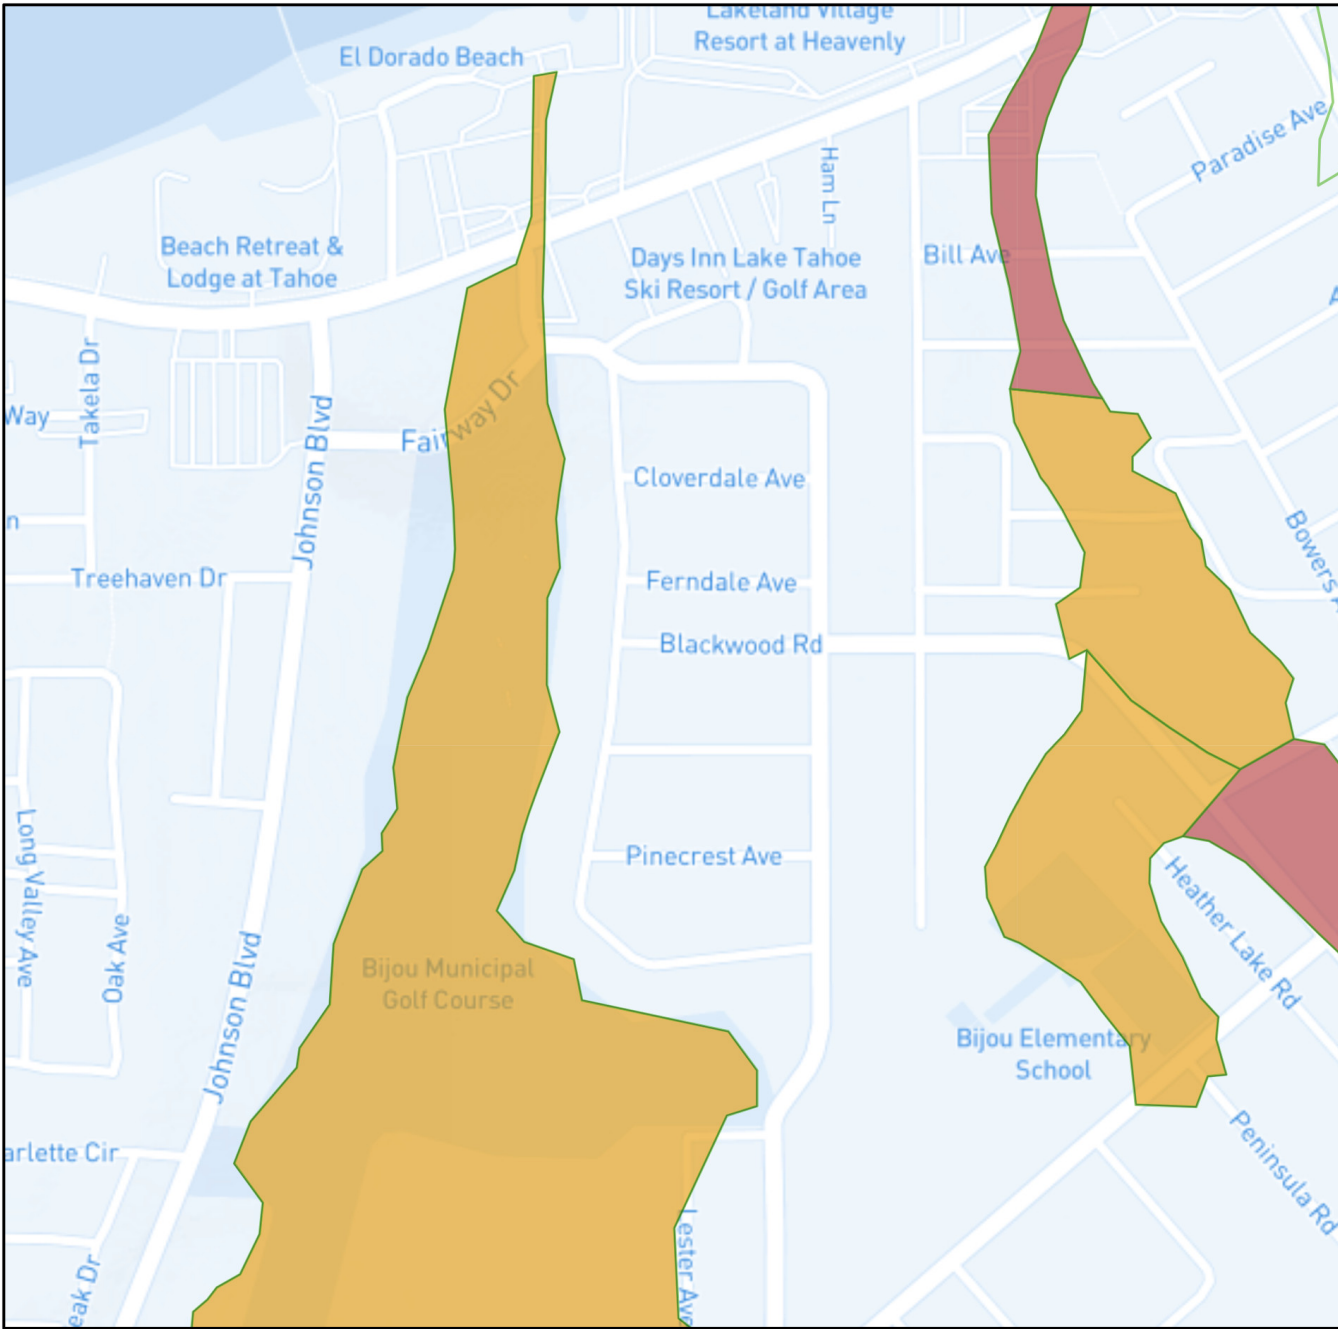 Lakeland Village
Resort at Heavenly
El Dorado Beach
Paradise Ave
Ham Ln
Beach Retreat &
Lodge at Tahoe
Days Inn Lake Tahoe
Ski Resort / Golf Area
Bill Ave
A
Takela Dr
Way
Fairway Dr
Johnson Blvd
Cloverdale Ave
n
Bowers A
Treehaven Dr
Ferndale Ave
Blackwood Rd
Pinecrest Ave
Long Valley Ave
Oak Ave
Heather Lake Rd
Johnson Blvd
Bijou Municipal
Golf Course
Bijou Elementary
School
arlette Cir
Peninsula Rd
Lester Ave
eak Dr